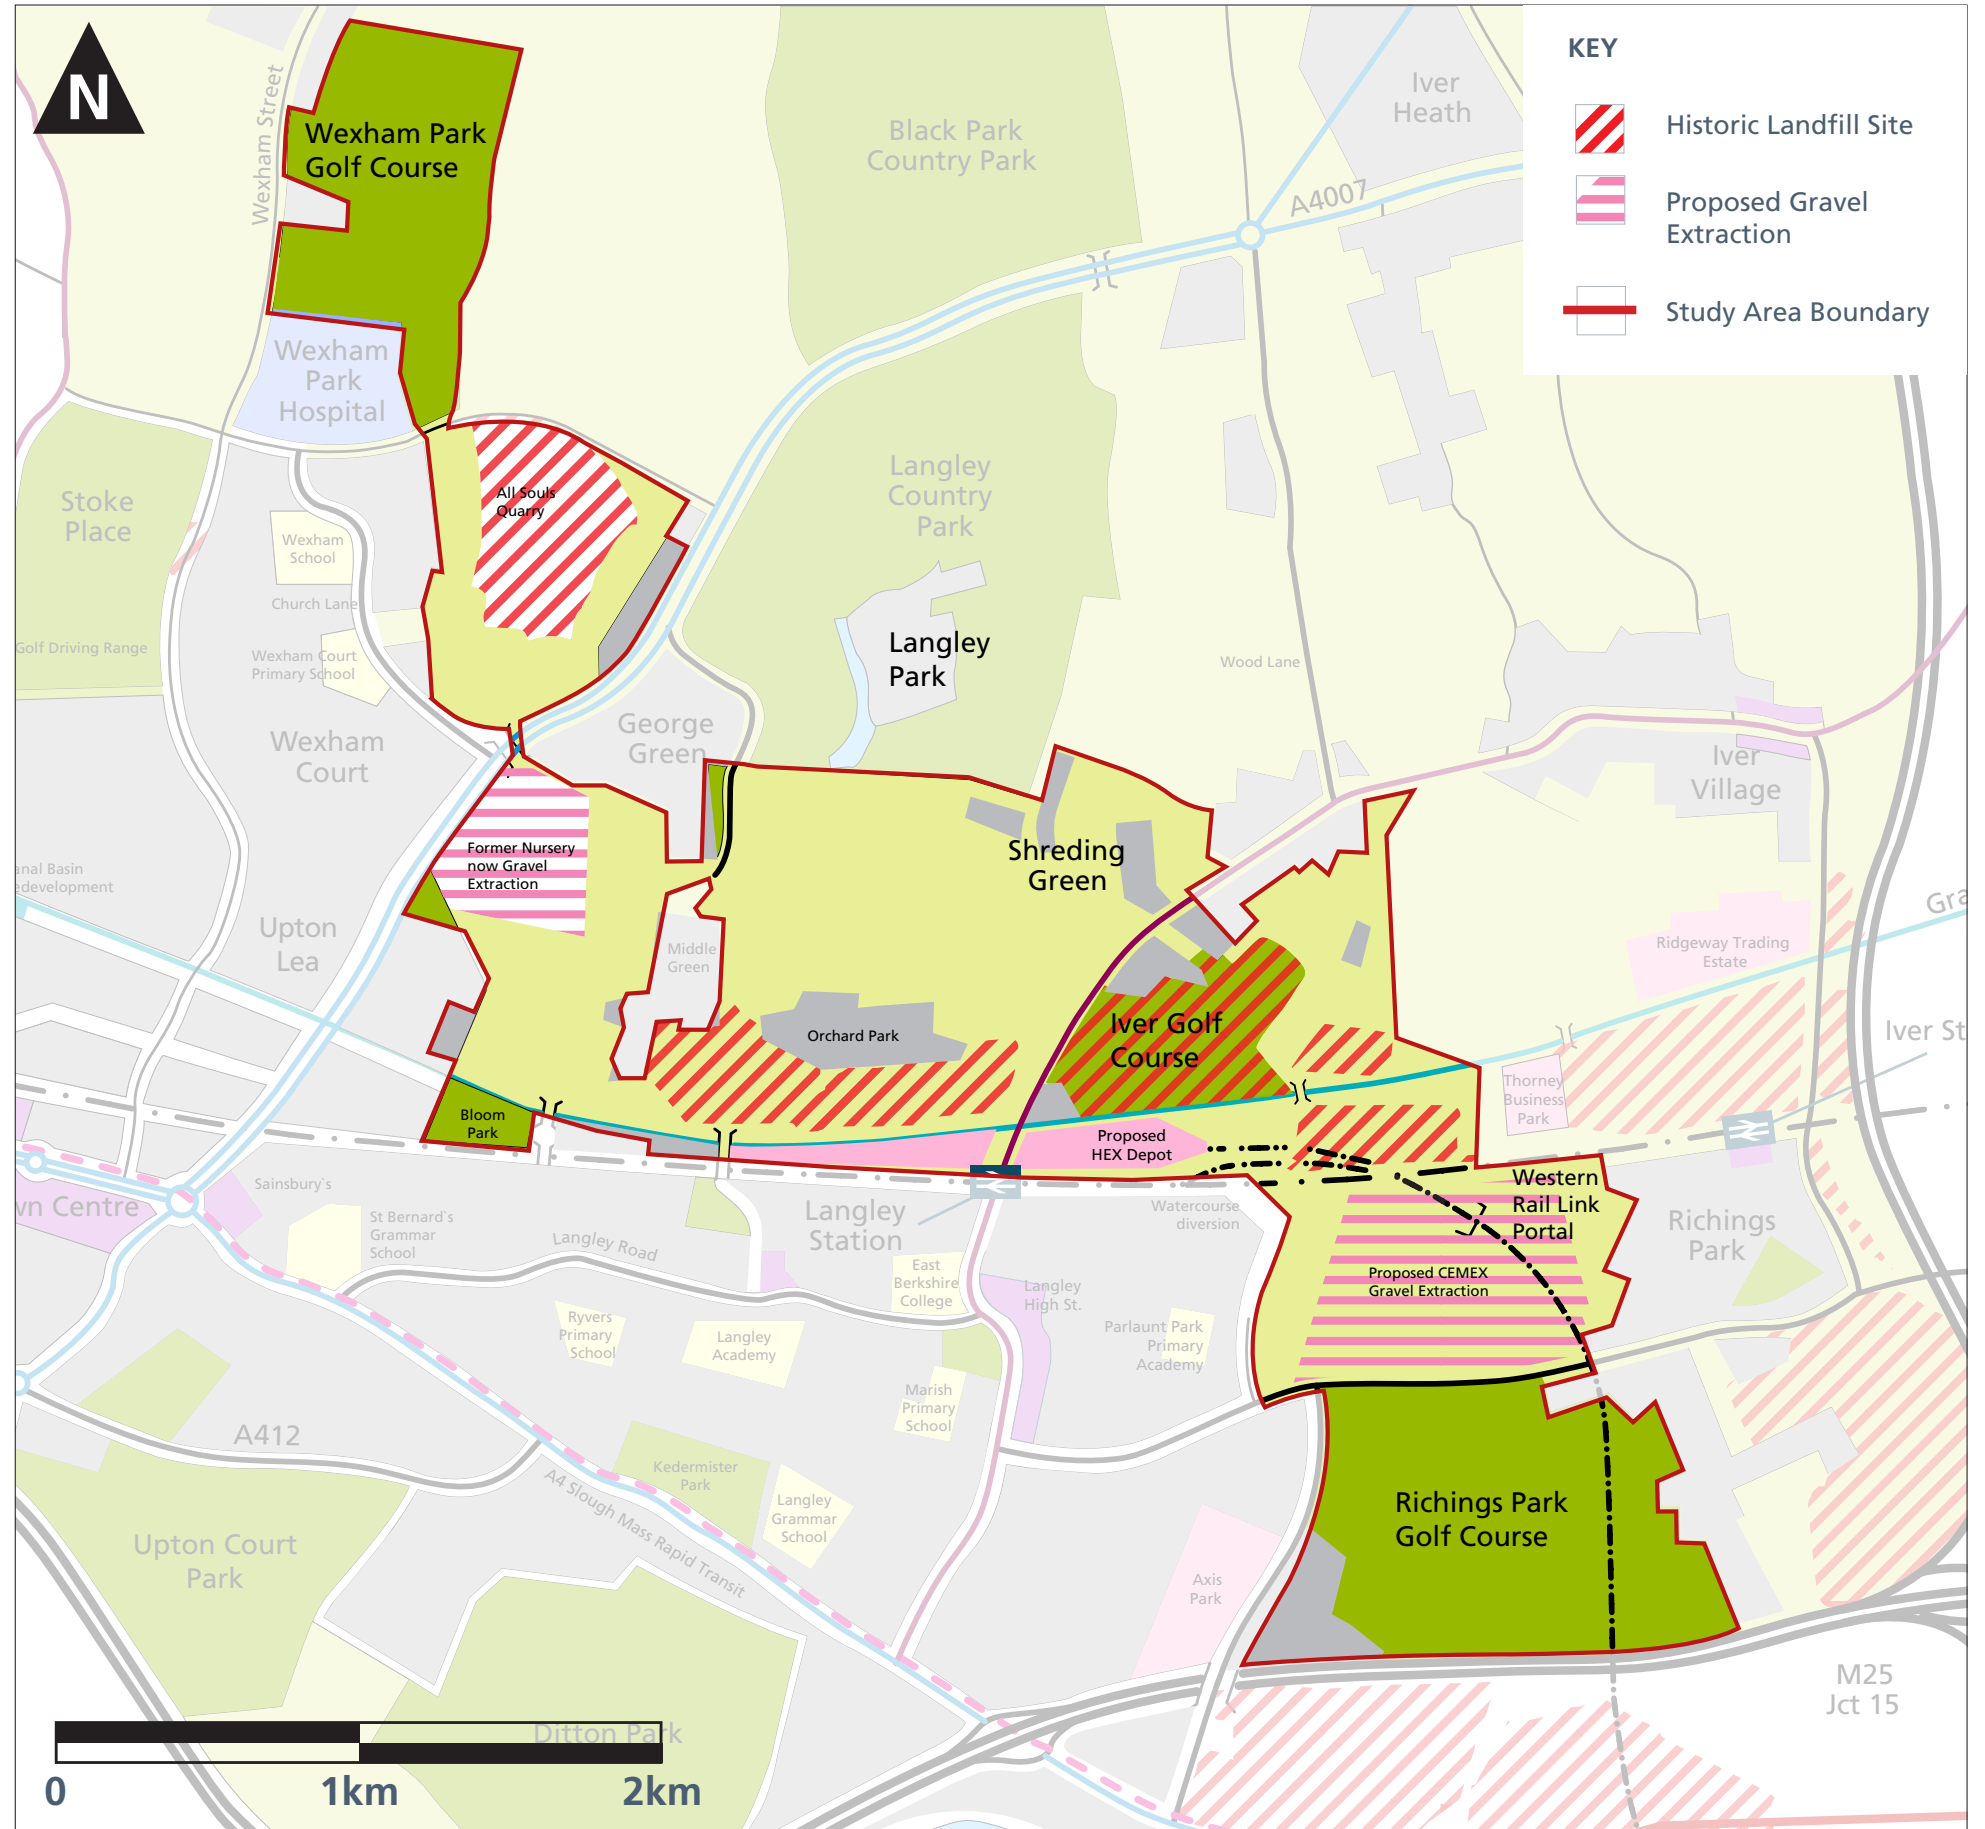 N
KEY
Historic Landfill Site
Proposed Gravel
Extraction
Study Area Boundary
Wexham Street
Wexham Park
Golf Course
Black Park
Country Park
Iver
Heath
A4007
Wexham
Park
Hospital
Stoke
Place
All Souls
Quarry
Langley
Country
Park
Wexham
School
Church Lane
Golf Driving Range
Wexham Court
Primary School
Langley
Park
Wood Lane
Wexham
Court
George
Green
Iver
Village
Former Nursery
now Gravel
Extraction
Shreding
Green
anal Basin
edevelopment
Upton
Lea
Middle
Green
Ridgeway Trading
Estate
Gra
Orchard Park
Iver Golf
Course
Iver St
Thorney
Business
Park
Bloom
Park
Proposed
HEX Depot
Western
Rail Link
Portal
wn Centre
Sainsbury`s
St Bernard`s
Grammar
School
Langley Road
Langley
Station
Watercourse
diversion
Richings
Park
East
Berkshire
College
Langley
High St.
Proposed CEMEX
Gravel Extraction
Ryvers
Primary
School
Langley
Academy
Parlaunt Park
Primary
Academy
Marish
Primary
School
A412
Kedermister
Park
A4 Slough Mass Rapid Transit
Langley
Grammar
School
Richings Park
Golf Course
Upton Court
Park
Axis
Park
M25
Jct 15
Ditton Park
0 1km 2km